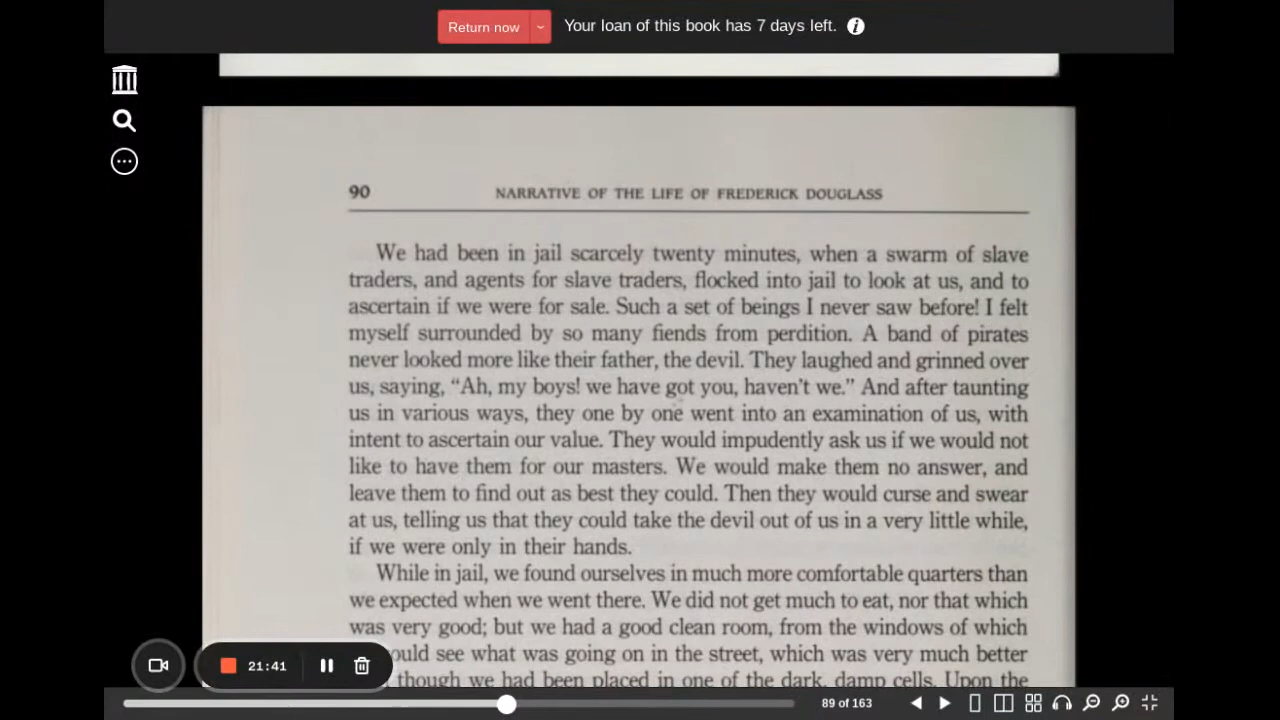 Return now
Your loan of this book has 7 days left.
90 NARRATIVE OF THE LIFE OF FREDERICK DOUGLASS
We had been in jail scarcely twenty minutes, when a swarm of slave
traders, and agents for slave traders, flocked into jail to look at us, and to
ascertain if we were for sale. Such a set of beings I never saw before! I felt
myself surrounded by so many fiends from perdition. A band of pirates
never looked more like their father, the devil. They laughed and grinned over
us, saying, “Ah, my boys! we have got you, haven’t we.” And after taunting
us in various ways, they one by one went into an examination of us, with
intent to ascertain our value. They would impudently ask us if we would not
like to have them for our masters. We would make them no answer, and
leave them to find out as best they could. Then they would curse and swear
at us, telling us that they could take the devil out of us in a very little while,
if we were only in their hands.
While in jail, we found ourselves in much more comfortable quarters than
we expected when we went there. We did not get much to eat, nor that which
was very good; but we had a good clean room, from the windows of which
ould see what was going on in the street, which was very much better
though we had been placed in one of the dark, damp cells. Upon the
21:41
89 of 163